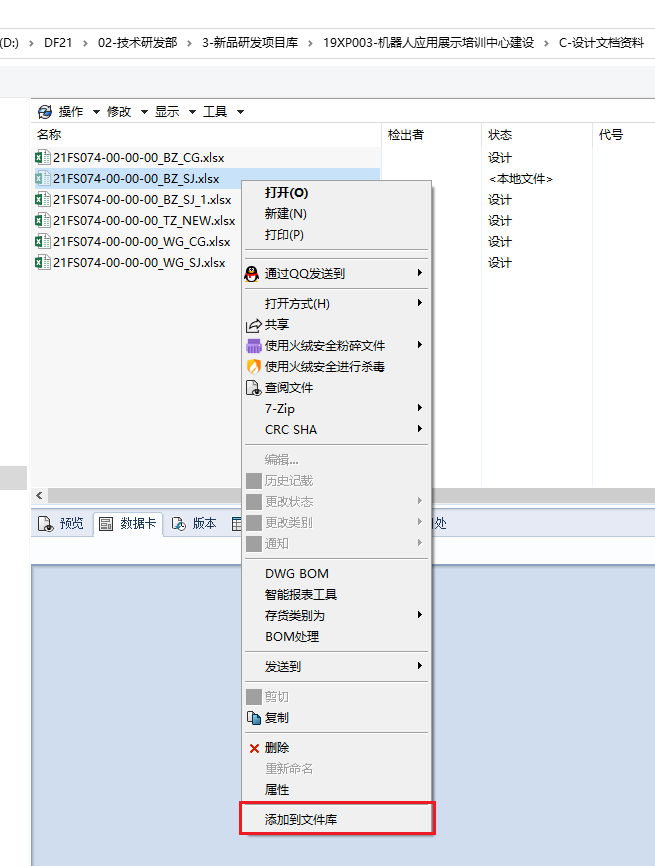 (D:) › DF21 › 02-技术研发部 › 3-新品研发项目库 › 19XP003-机器人应用展示培训中心建设 › C-设计文档资料
操作 修改 显示 工具
名称 检出者 状态 代号
21FS074-00-00-00_BZ_CG.xlsx 设计
21FS074-00-00-00_BZ_SJ.xlsx <本地文件>
21FS074-00-00-00_BZ_SJ_1.xlsx 设计
21FS074-00-00-00_TZ_NEW.xlsx 设计
21FS074-00-00-00_WG_CG.xlsx 设计
21FS074-00-00-00_WG_SJ.xlsx 设计
打开(O)
新建(N)
打印(P)
通过QQ发送到
打开方式(H)
共享
使用火绒安全粉碎文件
使用火绒安全进行杀毒
查阅文件
7-Zip
CRC SHA
编辑...
历史记载
更改状态
更改类别
通知
预览 数据卡 版本 处
DWG BOM
智能报表工具
存货类别为
BOM处理
发送到
剪切
复制
删除
重新命名
属性
添加到文件库